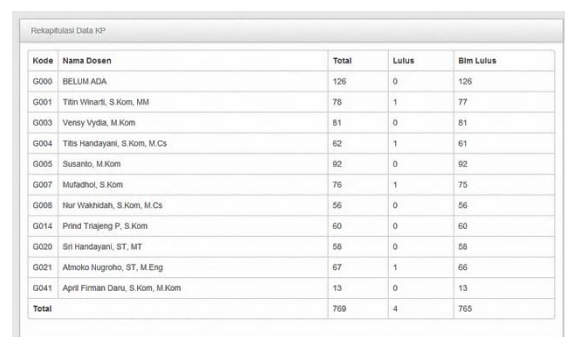 Rekapitulasi Data KP
Kode Nama Dosen Total Lulus Blm Lulus
G000 BELUM ADA 126 0 126
G001 Titin Winarti, S.Kom, MM 78 1 77
G003 Vensy Vydia, M.Kom 81 0 81
G004 Titis Handayani, S.Kom, M.Cs 62 1 61
G005 Susanto, M.Kom 92 0 92
G007 Mufadhol, S.Kom 76 1 75
G008 Nur Wakhidah, S.Kom, M.Cs 56 0 56
G014 Prind Triajeng P, S.Kom 60 0 60
G020 Sri Handayani, ST, MT 58 0 58
G021 Atmoko Nugroho, ST, M.Eng 67 1 66
G041 April Firman Daru, S.Kom, M.Kom 13 0 13
Total 769 4 765